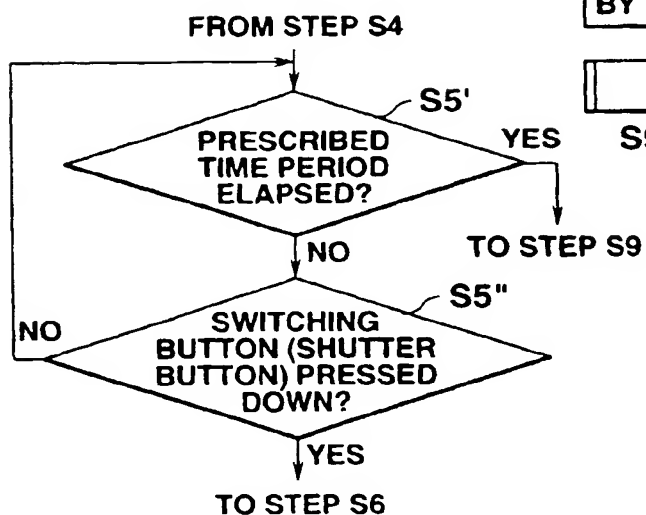 BY
FROM STEP S4
S5'
PRESCRIBED
TIME PERIOD
ELAPSED?
YES
TO STEP S9
NO
S5"
SWITCHING
BUTTON (SHUTTER
BUTTON) PRESSED
DOWN?
NO
YES
TO STEP S6